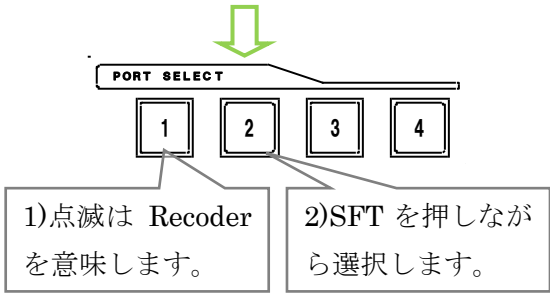 PORT SELECT
1 2 3 4
1)点滅は Recoder
を意味します。
2)SFT を押しなが
ら選択します。